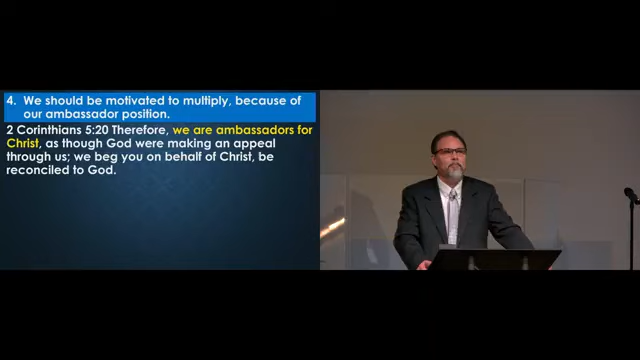 4. We should be motivated to multiply, because of
our ambassador position.
2 Corinthians 5:20 Therefore, we are ambassadors for
Christ, as though God were making an appeal
through us; we beg you on behalf of Christ, be
reconciled to God.